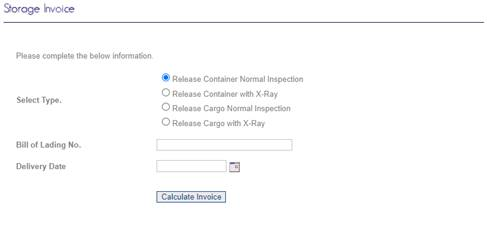 Storage Invoice
Please complete the below information.
Select Type.
Release Container Normal Inspection
Release Container with X-Ray
Release Cargo Normal Inspection
Release Cargo with X-Ray
Bill of Lading No.
Delivery Date
Calculate Invoice